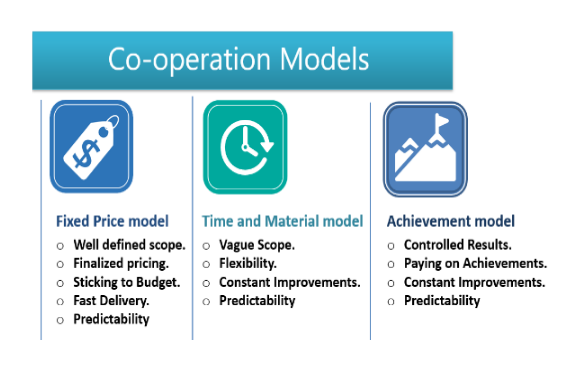 Co-operation Models
Fixed Price model
o Well defined scope.
o Finalized pricing.
o Sticking to Budget.
o Fast Delivery.
o Predictability
Time and Material model
o Vague Scope.
o Flexibility.
o Constant Improvements.
o Predictability
Achievement model
o Controlled Results.
o Paying on Achievements.
o Constant Improvements.
o Predictability